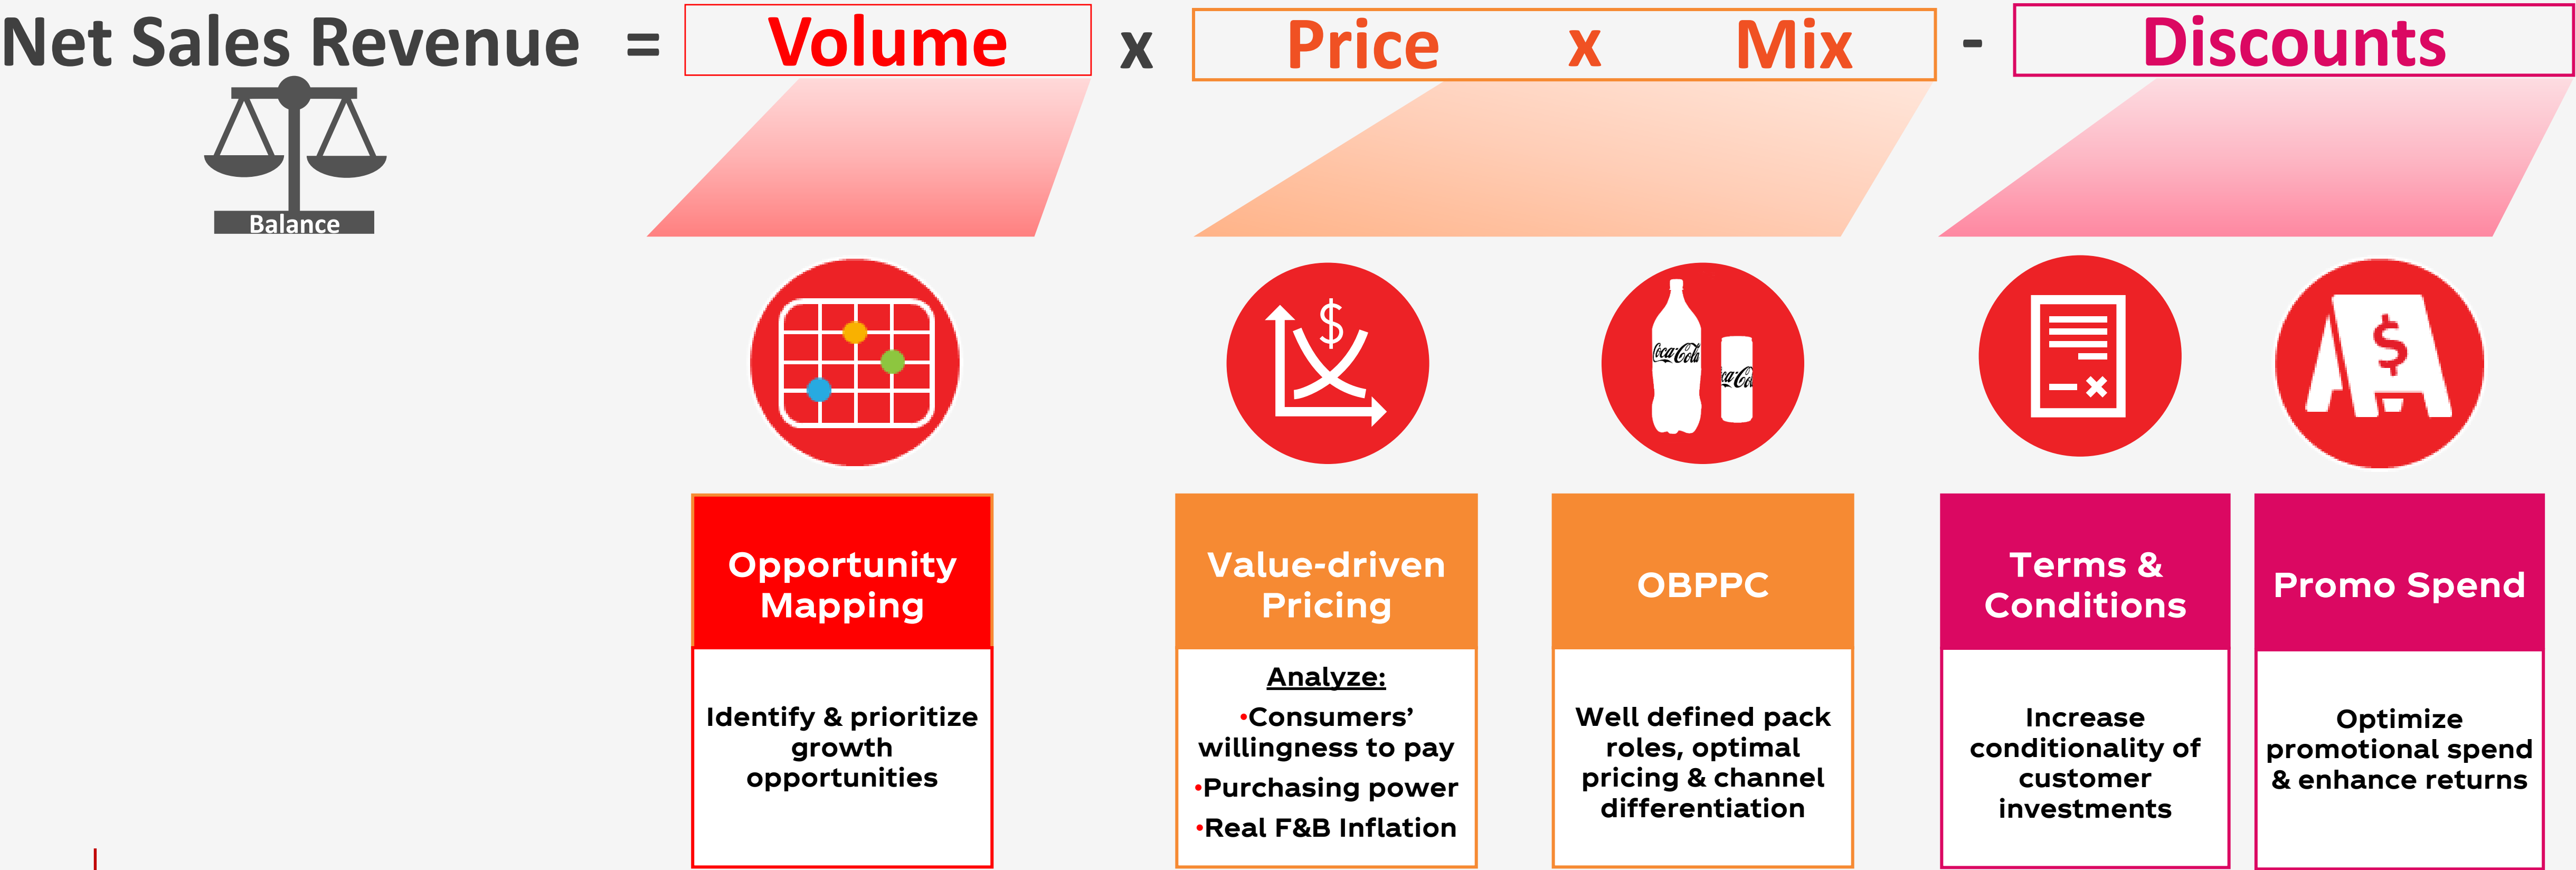 Net Sales Revenue = Volume x Price x Mix - Discounts
Balance
$
Coca-Cola
ca-Col
$
Opportunity
Mapping
Identify & prioritize
growth
opportunities
Value-driven
Pricing
Analyze:
•Consumers’
willingness to pay
•Purchasing power
•Real F&B Inflation
OBPPC
Well defined pack
roles, optimal
pricing & channel
differentiation
Terms &
Conditions
Increase
conditionality of
customer
investments
Promo Spend
Optimize
promotional spend
& enhance returns